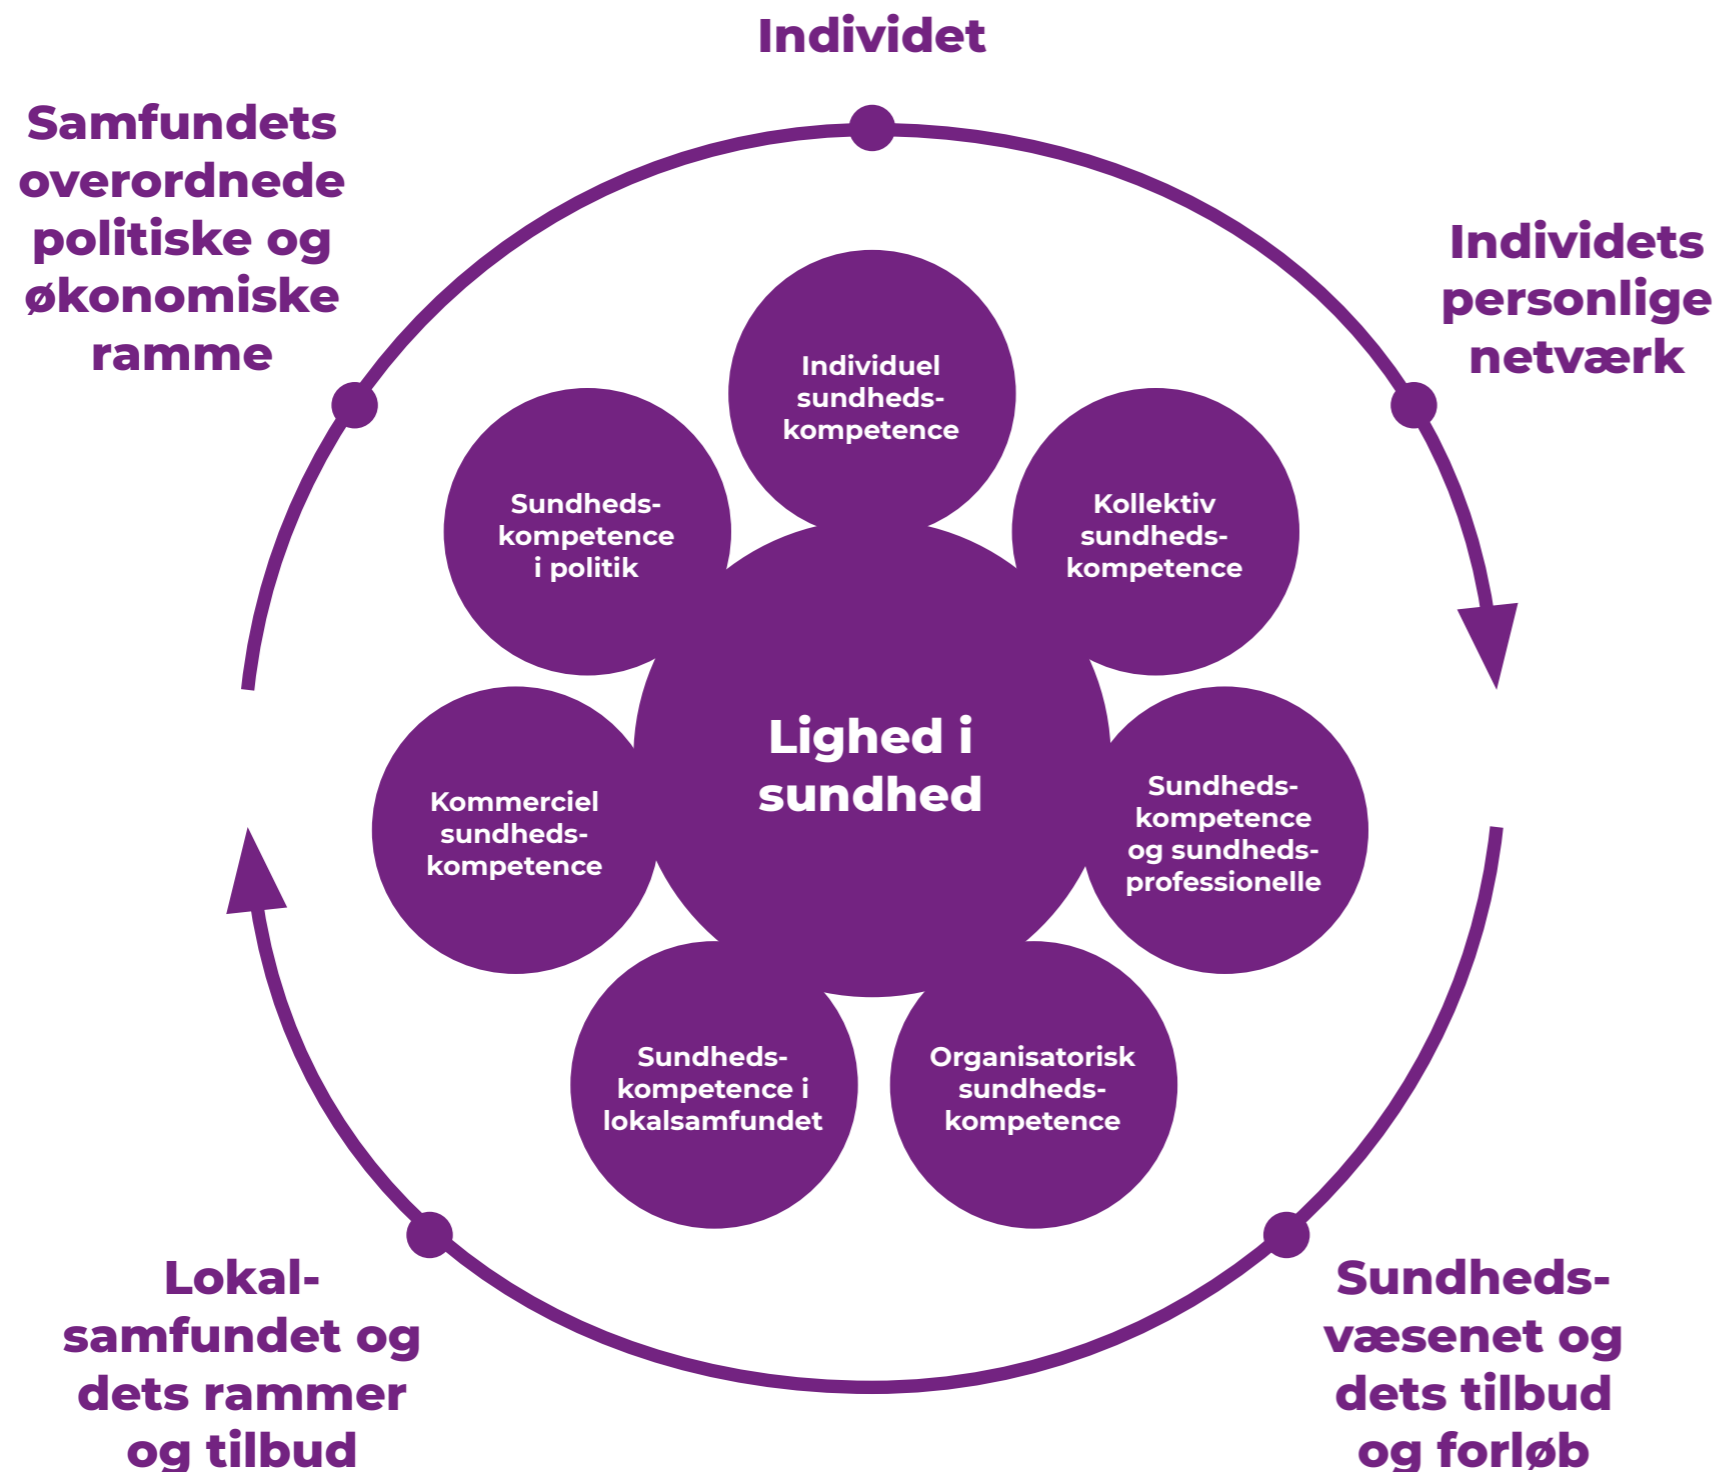 Individet
Samfundets
overordnede
politiske og
økonomiske
ramme
Individets
personlige
netværk
Individuel
sundheds-
kompetence
Sundheds-
kompetence
i politik
Kollektiv
sundheds-
kompetence
Lighed i
sundhed
Kommerciel
sundheds-
kompetence
Sundheds-
kompetence
og sundheds-
professionelle
Sundheds-
kompetence i
lokalsamfundet
Organisatorisk
sundheds-
kompetence
Lokal-
samfundet og
dets rammer
og tilbud
Sundheds-
væsenet og
dets tilbud
og forløb